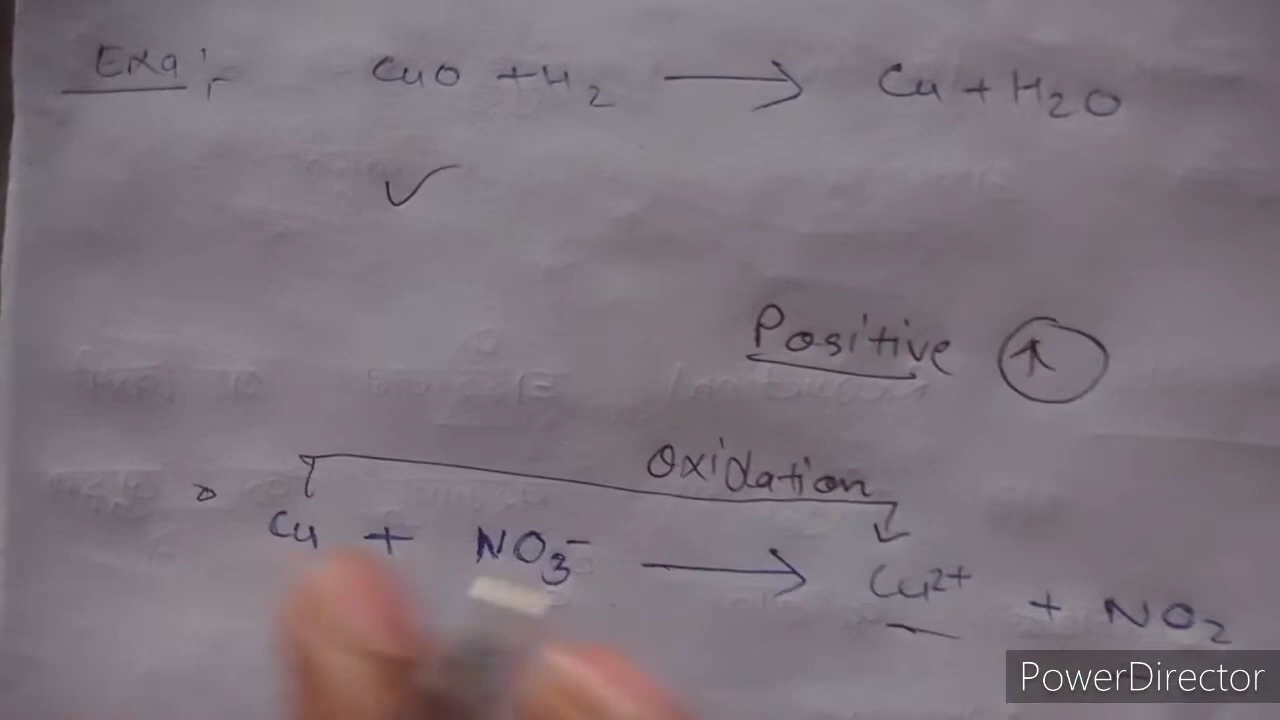 Exa:-
CuO + H2 ⟶ Cu + H2O
✓
Positive ↑
Oxidation
Cu + NO3⁻ ⟶ Cu²⁺ + NO2
PowerDirector